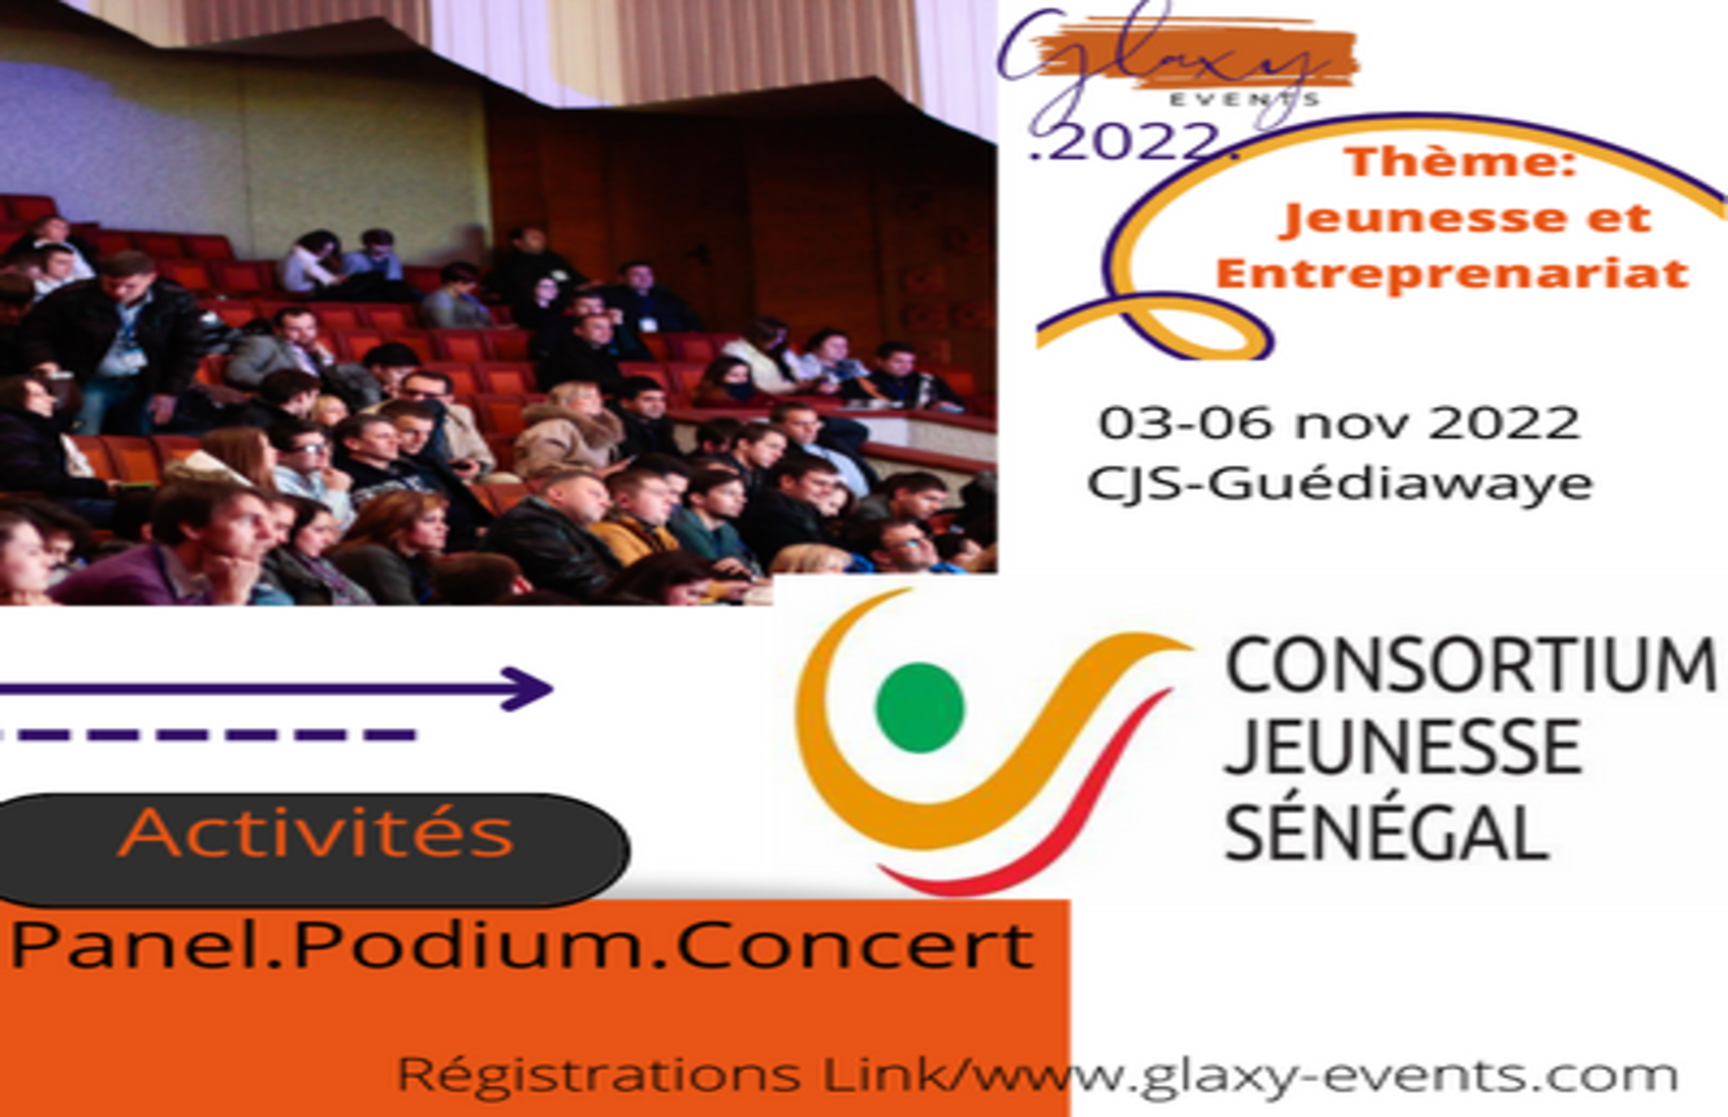 Glaxy
EVENTS
.2022.
Thème:
Jeunesse et
Entreprenariat
03-06 nov 2022
CJS-Guédiawaye
CONSORTIUM
JEUNESSE
SÉNÉGAL
Activités
Panel.Podium.Concert
Régistrations Link/www.glaxy-events.com